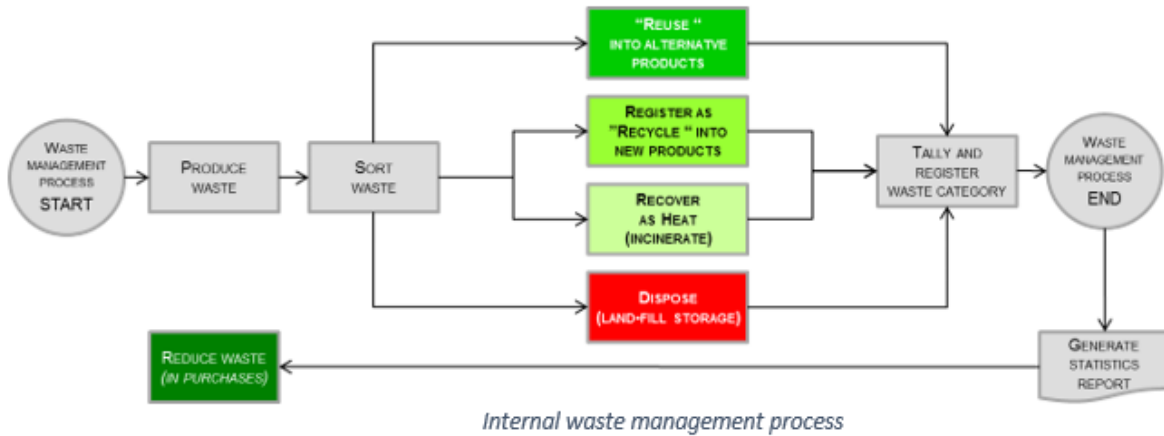 "REUSE "
INTO ALTERNATVE
PRODUCTS
WASTE
MANAGEMENT
PROCESS
START
PRODUCE
WASTE
SORT
WASTE
REGISTER AS
"RECYCLE " INTO
NEW PRODUCTS
RECOVER
AS HEAT
(INCINERATE)
DISPOSE
(LAND-FILL STORAGE)
TALLY AND
REGISTER
WASTE CATEGORY
WASTE
MANAGEMENT
PROCESS
END
REDUCE WASTE
(IN PURCHASES)
GENERATE
STATISTICS
REPORT
Internal waste management process